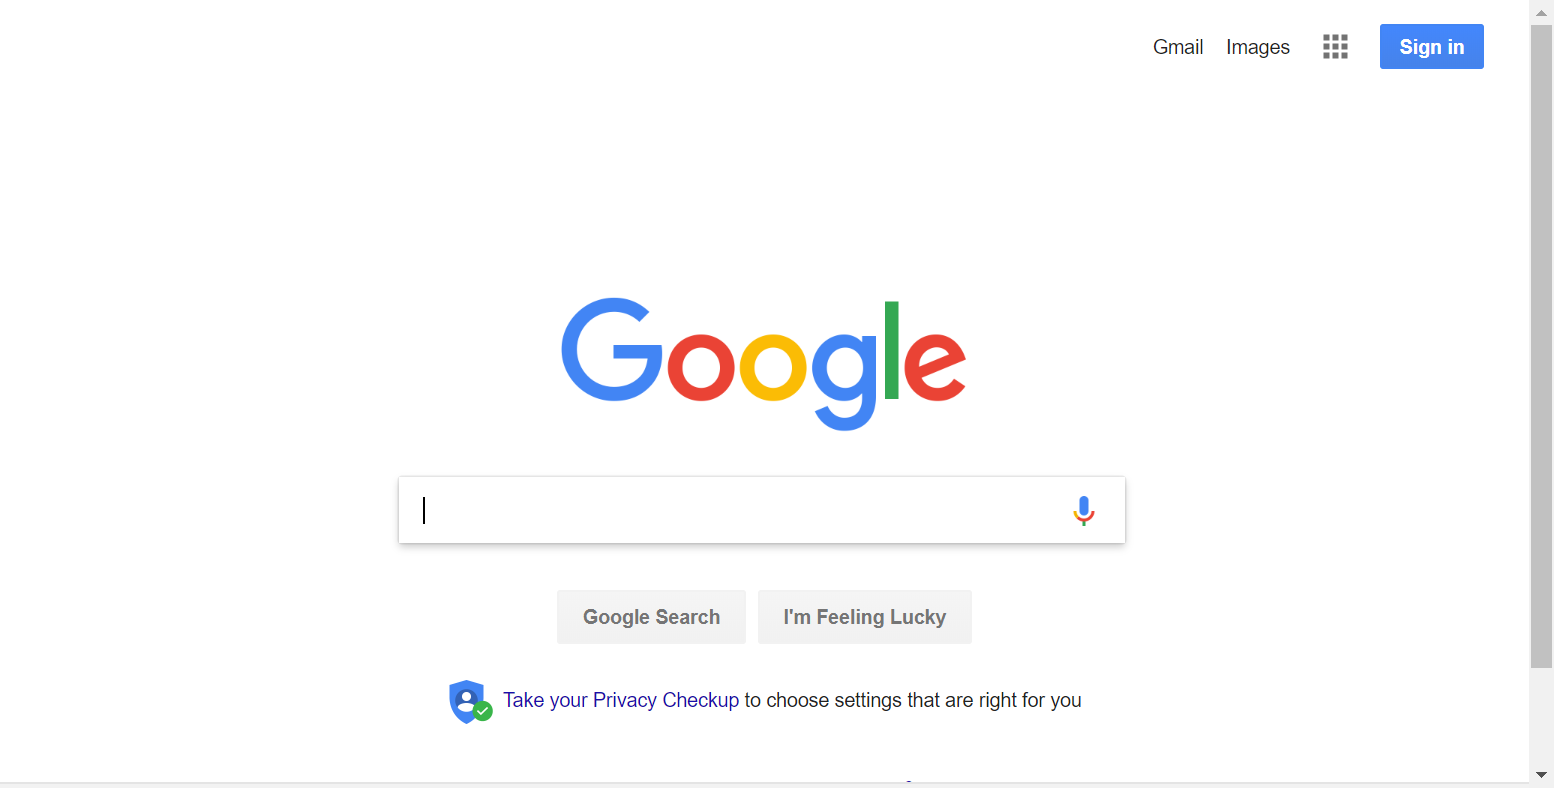 Gmail Images Sign in
Google
Google Search I'm Feeling Lucky
Take your Privacy Checkup to choose settings that are right for you